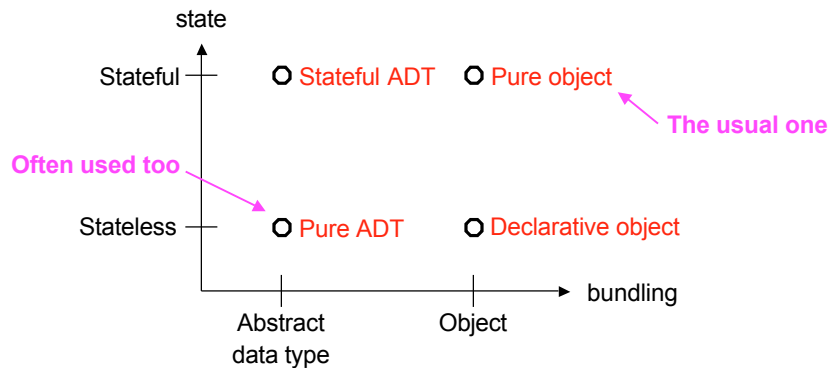 state
Stateful
Stateful ADT
Pure object
The usual one
Often used too
Stateless
Pure ADT
Declarative object
bundling
Abstract
data type
Object